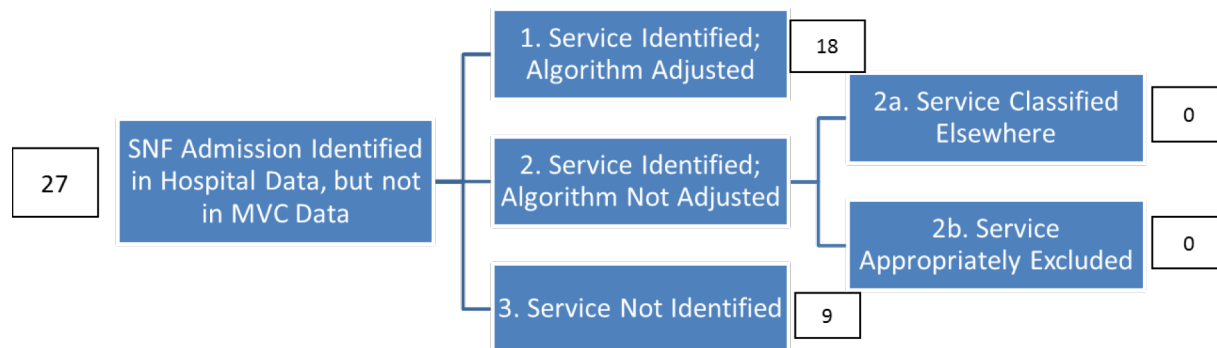 27
SNF Admission Identified
in Hospital Data, but not
in MVC Data
1. Service Identified;
Algorithm Adjusted
18
2. Service Identified;
Algorithm Not Adjusted
2a. Service Classified
Elsewhere
0
2b. Service
Appropriately Excluded
0
3. Service Not Identified
9